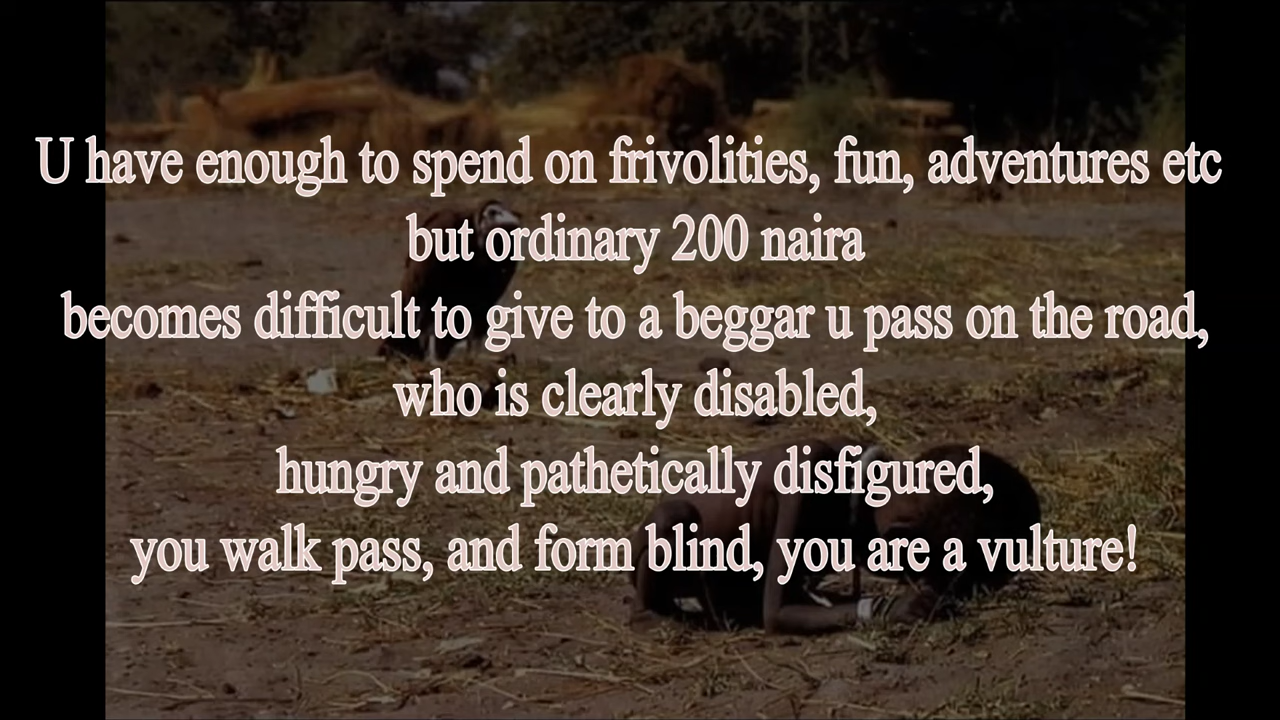 U have enough to spend on frivolities, fun, adventures etc
but ordinary 200 naira
becomes difficult to give to a beggar u pass on the road,
who is clearly disabled,
hungry and pathetically disfigured,
you walk pass, and form blind, you are a vulture!